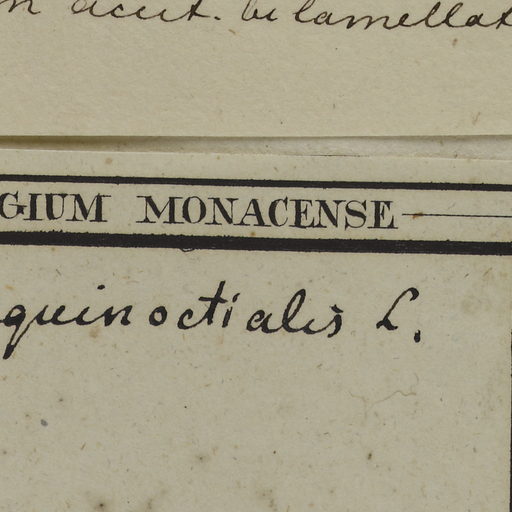 n acut. bilamellat
GIUM MONACENSE
quinoctialis L.